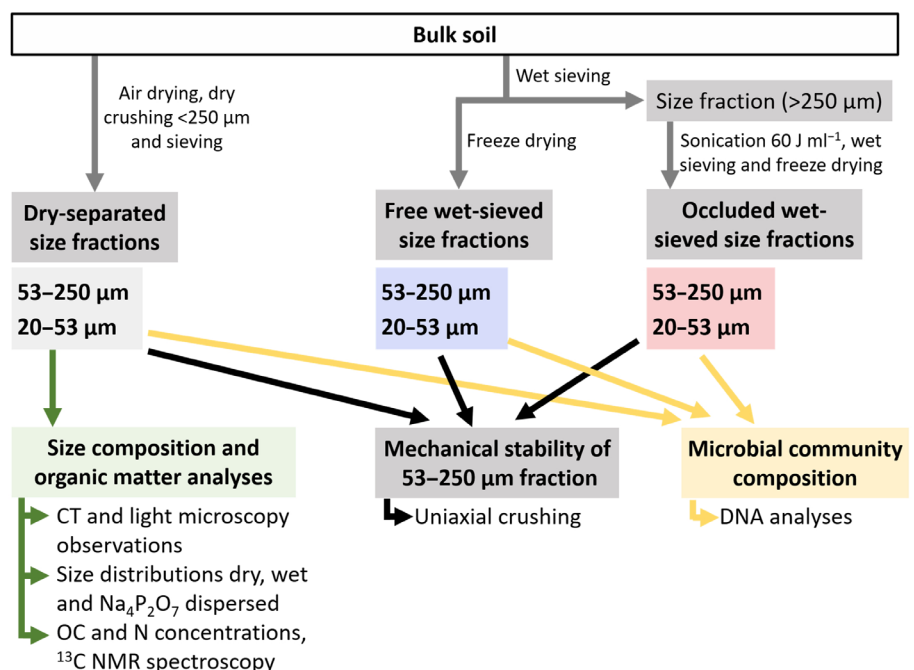 Bulk soil
Air drying, dry
crushing <250 µm
and sieving
Wet sieving
Size fraction (>250 µm)
Freeze drying
Sonication 60 J ml⁻¹, wet
sieving and freeze drying
Dry-separated
size fractions
Free wet-sieved
size fractions
Occluded wet-
sieved size fractions
53–250 µm
20–53 µm
53–250 µm
20–53 µm
53–250 µm
20–53 µm
Size composition and
organic matter analyses
Mechanical stability of
53–250 µm fraction
Microbial community
composition
CT and light microscopy
observations
Size distributions dry, wet
and Na₄P₂O₇ dispersed
OC and N concentrations,
¹³C NMR spectroscopy
Uniaxial crushing
DNA analyses